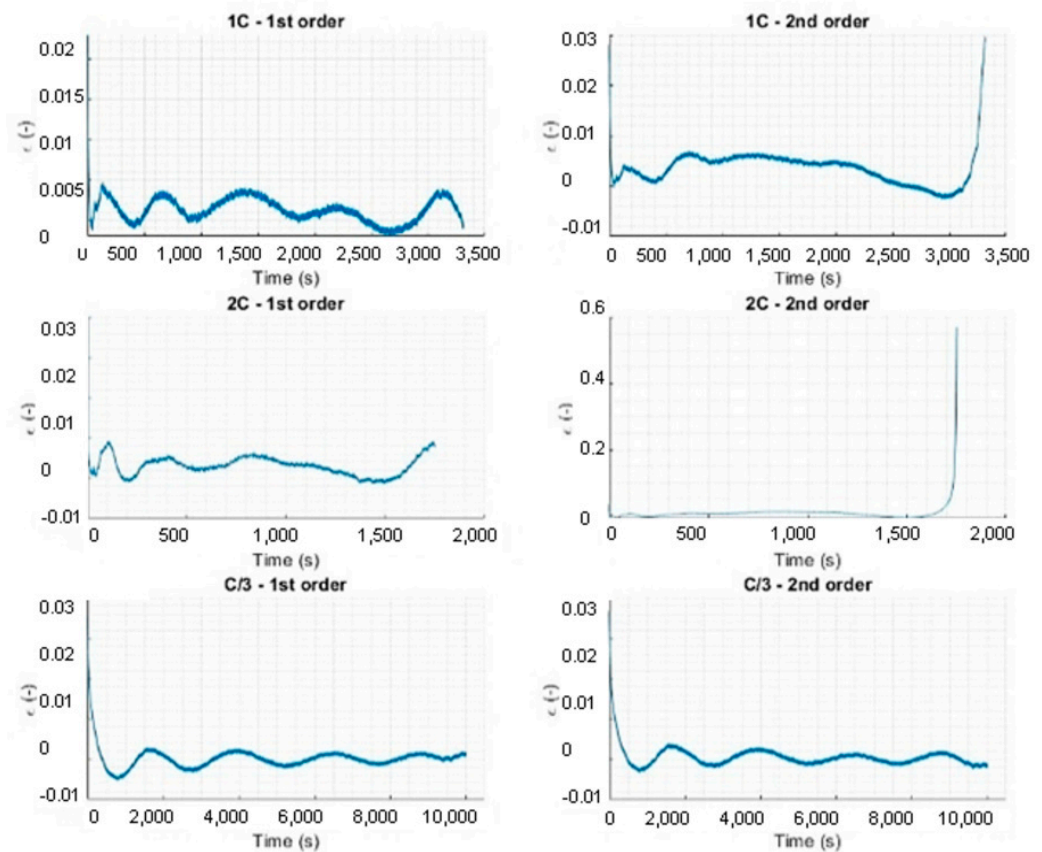 1C - 1st order
0.02
0.015
0.01
0.005
0
ϵ (-)
0 500 1,000 1,500 2,000 3,000 3,500
Time (s)
1C - 2nd order
0.03
0.02
0.01
0
-0.01
ϵ (-)
0 500 1,000 1,500 2,000 2,500 3,000 3,500
Time (s)
2C - 1st order
0.03
0.02
0.01
0
-0.01
ϵ (-)
0 500 1,000 1,500 2,000
Time (s)
2C - 2nd order
0.6
0.4
0.2
0
ϵ (-)
500 1,000 1,500 2,000
Time (s)
C/3 - 1st order
0.03
0.02
0.01
0
-0.01
ϵ (-)
0 2,000 4,000 6,000 8,000 10,000
Time (s)
C/3 - 2nd order
0.03
0.02
0.01
0
-0.01
ϵ (-)
0 2,000 4,000 6,000 8,000 10,000
Time (s)